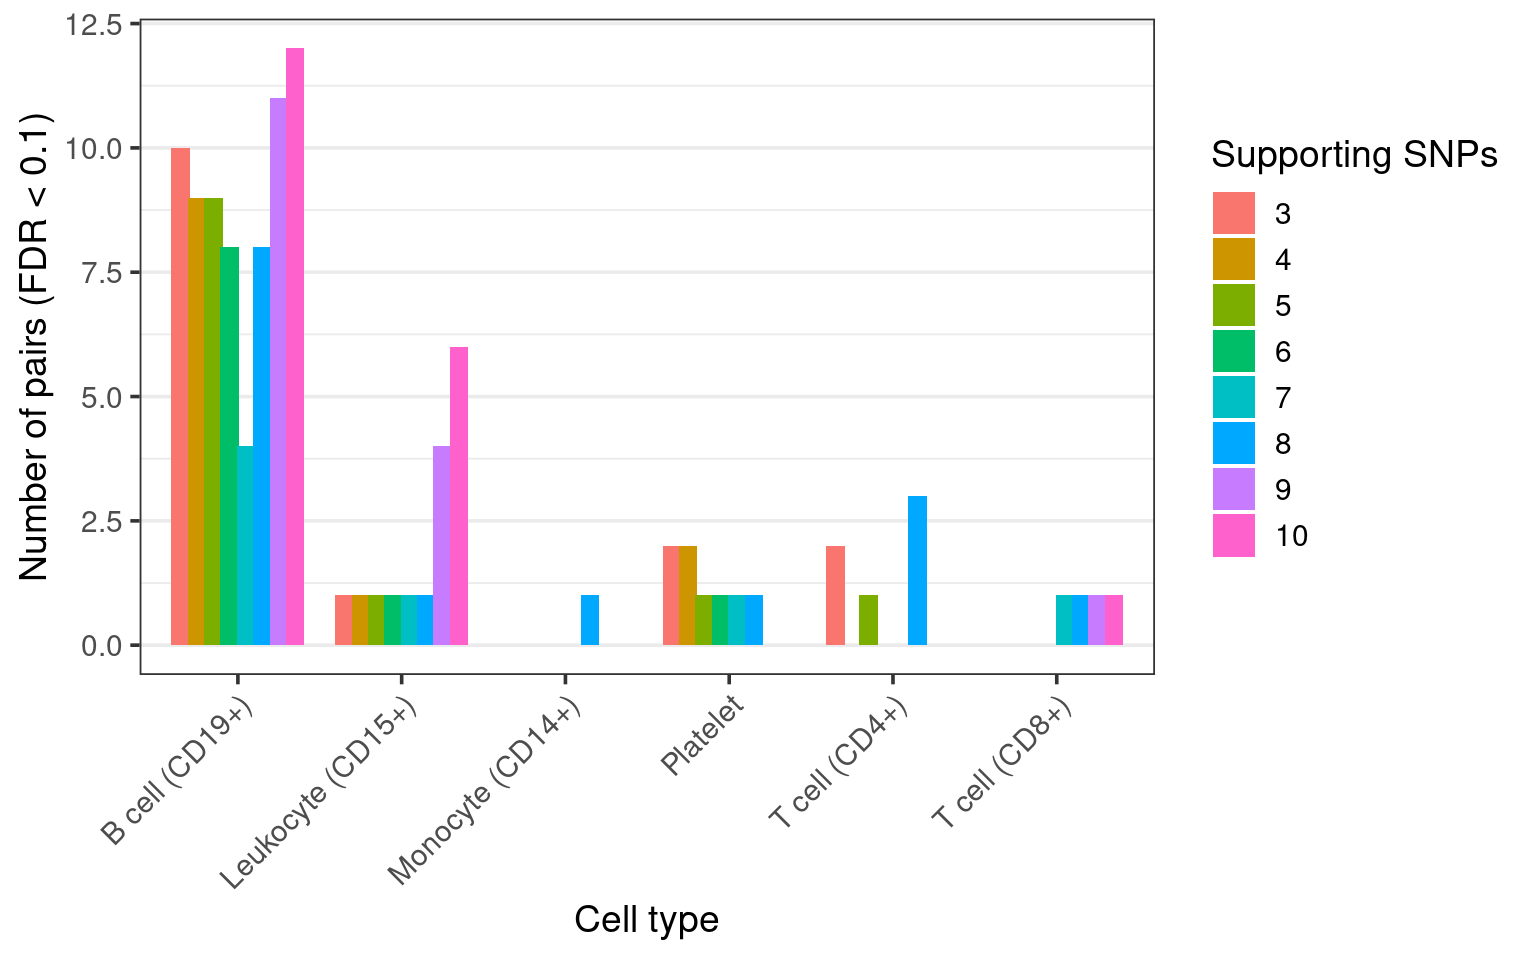 12.5
10.0
7.5
5.0
2.5
0.0
Number of pairs (FDR < 0.1)
B cell (CD19+)
Leukocyte (CD15+)
Monocyte (CD14+)
Platelet
T cell (CD4+)
T cell (CD8+)
Cell type
Supporting SNPs
3
4
5
6
7
8
9
10